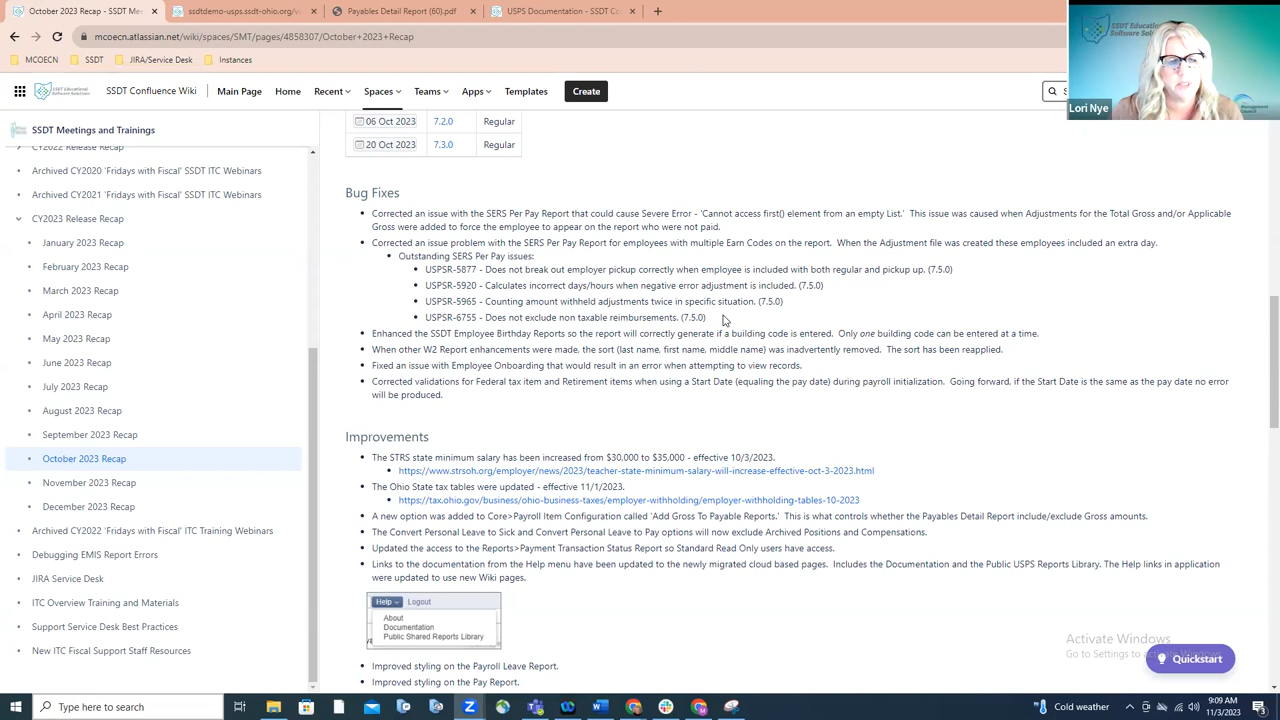 October 2023 Recap - SSDT Me
ssdtdemo-usps.ssdt-ohio.org/v
Payables Detail Report (60).pdf
USPS Documentation - SSDT Co
mcoecn.atlassian.net/wiki/spaces/SMT/pages/4858307/October+2023+Recap
MCOECN
SSDT
JIRA/Service Desk
Instances
SSDT Confluence Wiki
Main Page
Home
Recent
Spaces
Teams
Apps
Templates
Create
SSDT Educa
Software So
Management
Council
Lori Nye
SSDT Meetings and Trainings
CY2022 Release Recap
Archived CY2020 'Fridays with Fiscal' SSDT ITC Webinars
Archived CY2021 'Fridays with Fiscal' SSDT ITC Webinars
CY2023 Release Recap
January 2023 Recap
February 2023 Recap
March 2023 Recap
April 2023 Recap
May 2023 Recap
June 2023 Recap
July 2023 Recap
August 2023 Recap
September 2023 Recap
October 2023 Recap
November 2023 Recap
December 2023 Recap
Archived CY2022 'Fridays with Fiscal' ITC Training Webinars
Debugging EMIS Report Errors
JIRA Service Desk
ITC Overview Training and Materials
Support Service Desk Best Practices
New ITC Fiscal Support Staff Resources
Oct 2023 7.2.0 Regular
20 Oct 2023 7.3.0 Regular
Bug Fixes
Corrected an issue with the SERS Per Pay Report that could cause Severe Error - 'Cannot access first() element from an empty List.' This issue was caused when Adjustments for the Total Gross and/or Applicable
Gross were added to force the employee to appear on the report who were not paid.
Corrected an issue problem with the SERS Per Pay Report for employees with multiple Earn Codes on the report. When the Adjustment file was created these employees included an extra day.
Outstanding SERS Per Pay issues:
USPSR-5877 - Does not break out employer pickup correctly when employee is included with both regular and pickup up. (7.5.0)
USPSR-5920 - Calculates incorrect days/hours when negative error adjustment is included. (7.5.0)
USPSR-5965 - Counting amount withheld adjustments twice in specific situation. (7.5.0)
USPSR-6755 - Does not exclude non taxable reimbursements. (7.5.0)
Enhanced the SSDT Employee Birthday Reports so the report will correctly generate if a building code is entered. Only one building code can be entered at a time.
When other W2 Report enhancements were made, the sort (last name, first name, middle name) was inadvertently removed. The sort has been reapplied.
Fixed an issue with Employee Onboarding that would result in an error when attempting to view records.
Corrected validations for Federal tax item and Retirement items when using a Start Date (equaling the pay date) during payroll initialization. Going forward, if the Start Date is the same as the pay date no error
will be produced.
Improvements
The STRS state minimum salary has been increased from $30,000 to $35,000 - effective 10/3/2023.
https://www.strsoh.org/employer/news/2023/teacher-state-minimum-salary-will-increase-effective-oct-3-2023.html
The Ohio State tax tables were updated - effective 11/1/2023.
https://tax.ohio.gov/business/ohio-business-taxes/employer-withholding/employer-withholding-tables-10-2023
A new option was added to Core>Payroll Item Configuration called 'Add Gross To Payable Reports.' This is what controls whether the Payables Detail Report include/exclude Gross amounts.
The Convert Personal Leave to Sick and Convert Personal Leave to Pay options will now exclude Archived Positions and Compensations.
Updated the access to the Reports>Payment Transaction Status Report so Standard Read Only users have access.
Links to the documentation from the Help menu have been updated to the newly migrated cloud based pages. Includes the Documentation and the Public USPS Reports Library. The Help links in application
were updated to use new Wiki pages.
Help Logout
About
Documentation
Public Shared Reports Library
Improved styling on the Payroll Leave Report.
Improved styling on the Pay Report.
Activate Windows
Go to Settings to activate Windows.
Quickstart
Type here to search
Cold weather
9:09 AM
11/3/2023